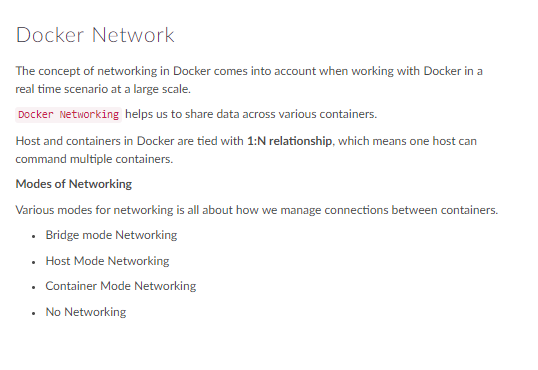 Docker Network
The concept of networking in Docker comes into account when working with Docker in a
real time scenario at a large scale.
Docker Networking helps us to share data across various containers.
Host and containers in Docker are tied with 1:N relationship, which means one host can
command multiple containers.
Modes of Networking
Various modes for networking is all about how we manage connections between containers.
• Bridge mode Networking
• Host Mode Networking
• Container Mode Networking
• No Networking